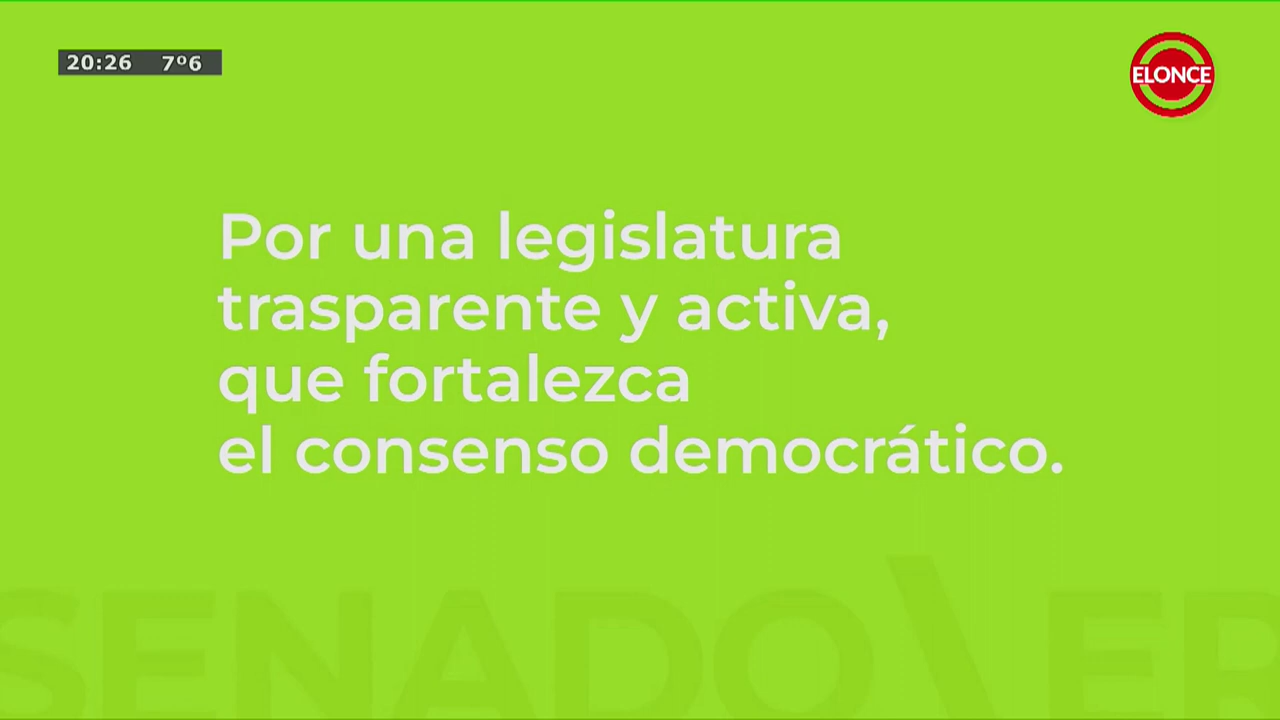 20:26 7º6
ELONCE
Por una legislatura
trasparente y activa,
que fortalezca
el consenso democrático.
SENADO\ER